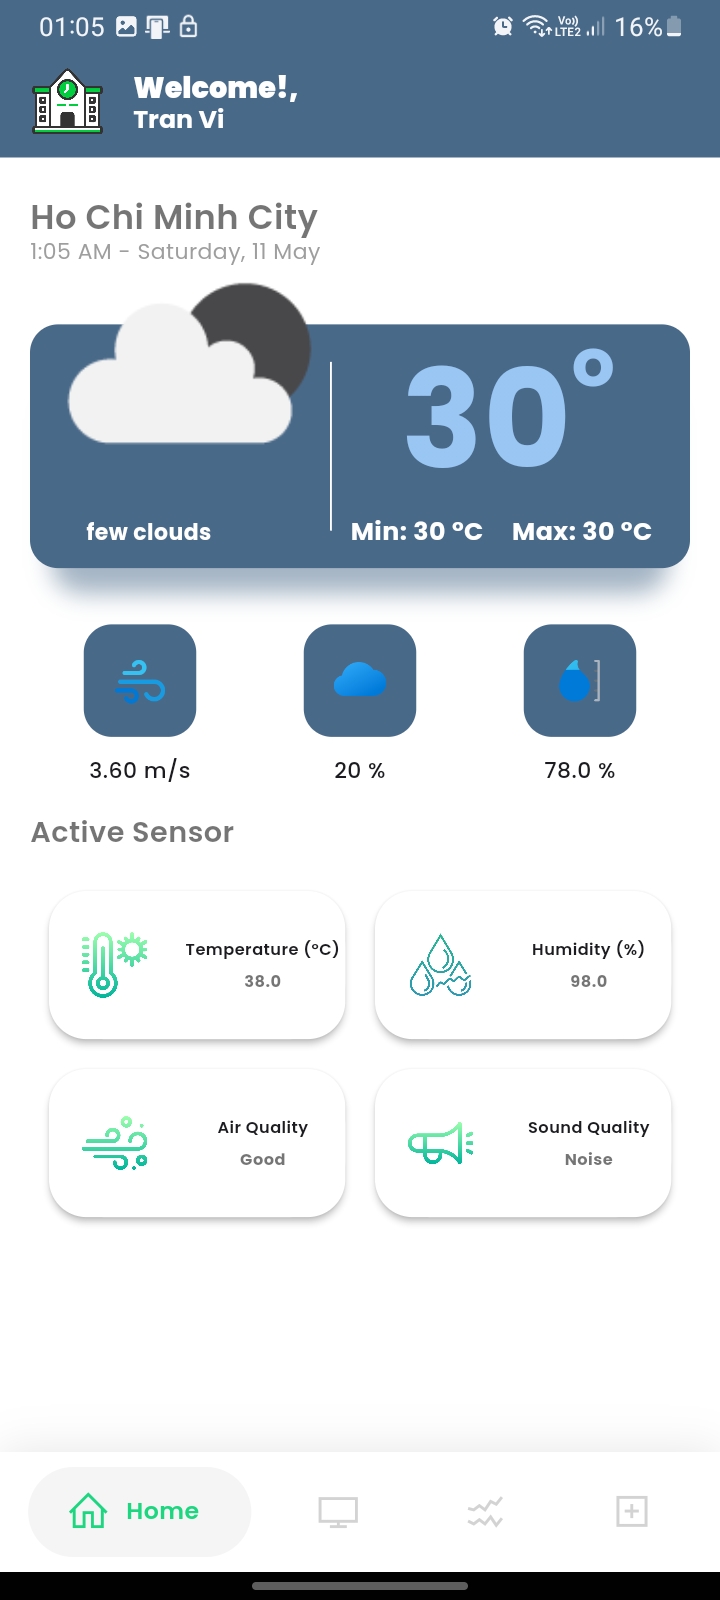 01:05
Vo))
LTE2
16%
Welcome!,
Tran Vi
Ho Chi Minh City
1:05 AM - Saturday, 11 May
30°
few clouds
Min: 30 °C Max: 30 °C
3.60 m/s
20 %
78.0 %
Active Sensor
Temperature (°C)
38.0
Humidity (%)
98.0
Air Quality
Good
Sound Quality
Noise
Home